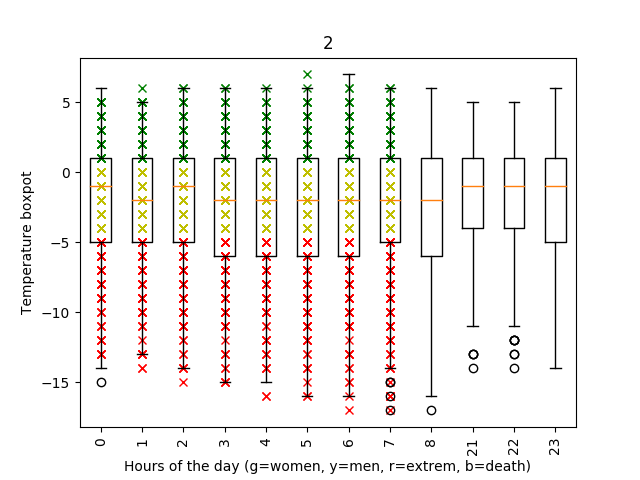 2
Temperature boxpot
5
0
−5
−10
−15
0 1 2 3 4 5 6 7 8 21 22 23
Hours of the day (g=women, y=men, r=extrem, b=death)